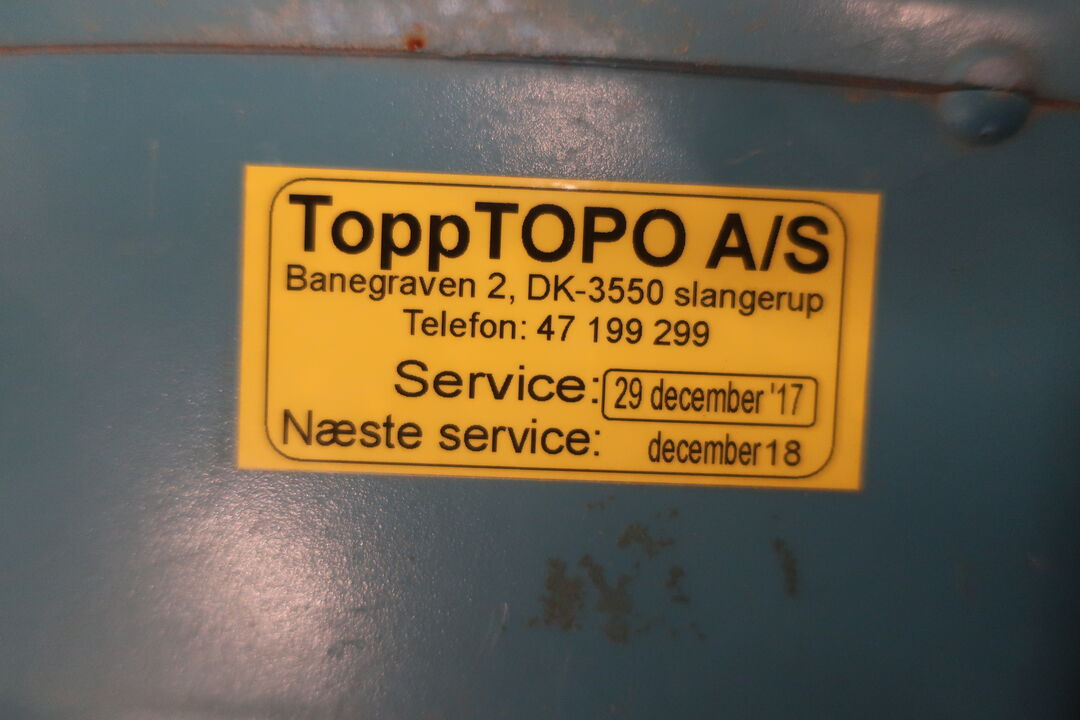 ToppTOPO A/S
Banegraven 2, DK-3550 slangerup
Telefon: 47 199 299
Service: 29 december '17
Næste service: december 18